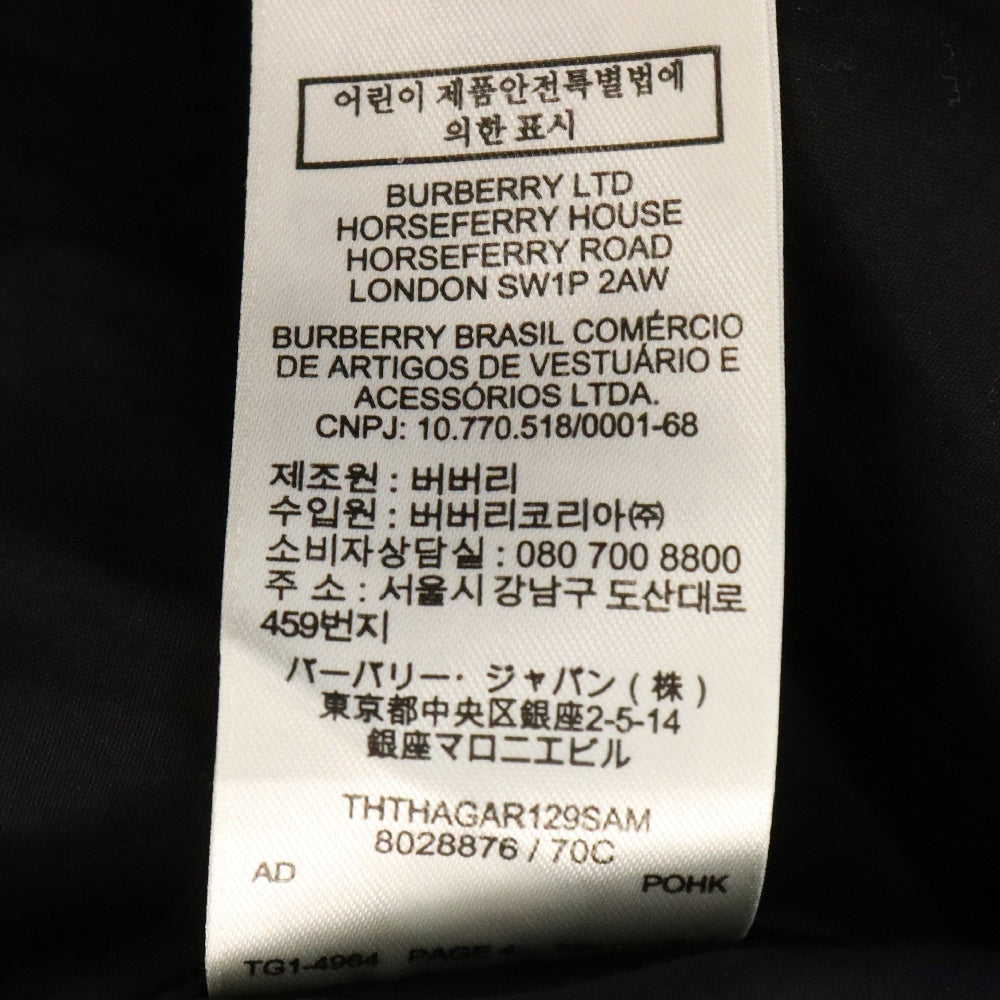 어린이 제품안전특별법에
의한 표시
BURBERRY LTD
HORSEFERRY HOUSE
HORSEFERRY ROAD
LONDON SW1P 2AW
BURBERRY BRASIL COMÉRCIO
DE ARTIGOS DE VESTUÁRIO E
ACESSÓRIOS LTDA.
CNPJ: 10.770.518/0001-68
제조원 : 버버리
수입원 : 버버리코리아㈜
소비자상담실 : 080 700 8800
주 소 : 서울시 강남구 도산대로
459번지
バーバリー・ジャパン ( 株 )
東京都中央区銀座2-5-14
銀座マロニエビル
THTHAGAR129SAM
8028876 / 70C
AD
POHK
TG1-4964 PAGE